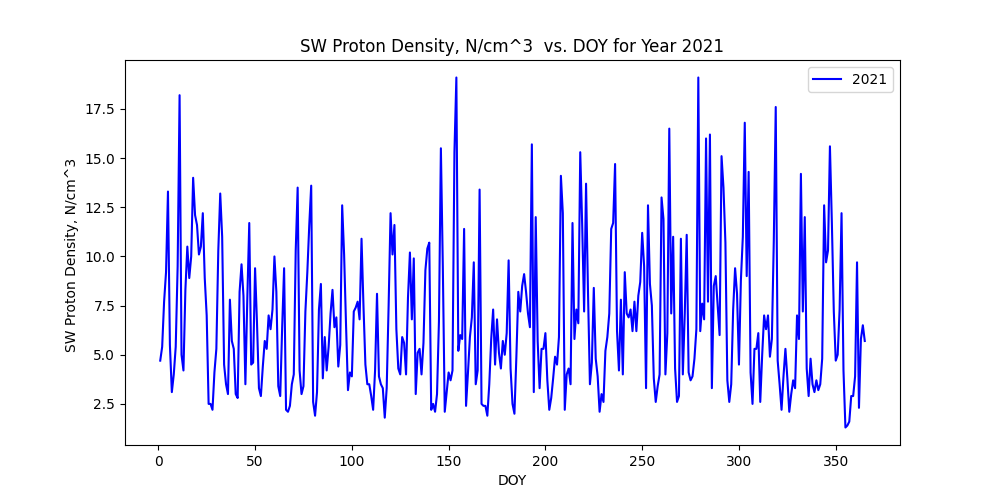 SW Proton Density, N/cm^3  vs. DOY for Year 2021
2021
SW Proton Density, N/cm^3
17.5
15.0
12.5
10.0
7.5
5.0
2.5
0 50 100 150 200 250 300 350
DOY